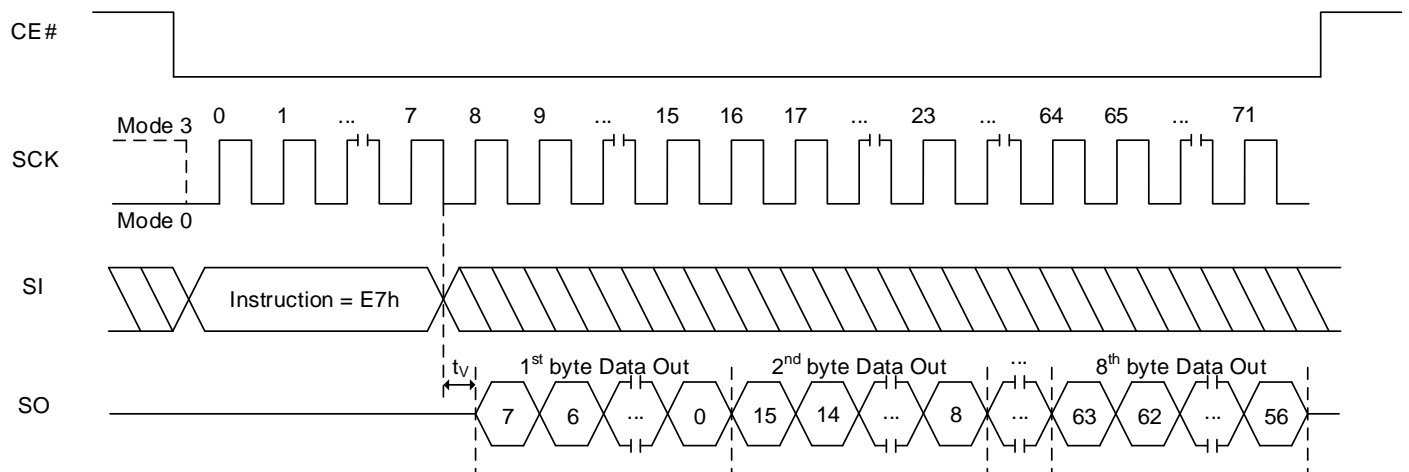 CE#
0 1 ... 7 8 9 ... 15 16 17 ... 23 ... 64 65 ... 71
Mode 3
SCK
Mode 0
SI
Instruction = E7h
tV 1st byte Data Out 2nd byte Data Out ... 8th byte Data Out
SO
7 6 ... 0 15 14 ... 8 ... 63 62 ... 56